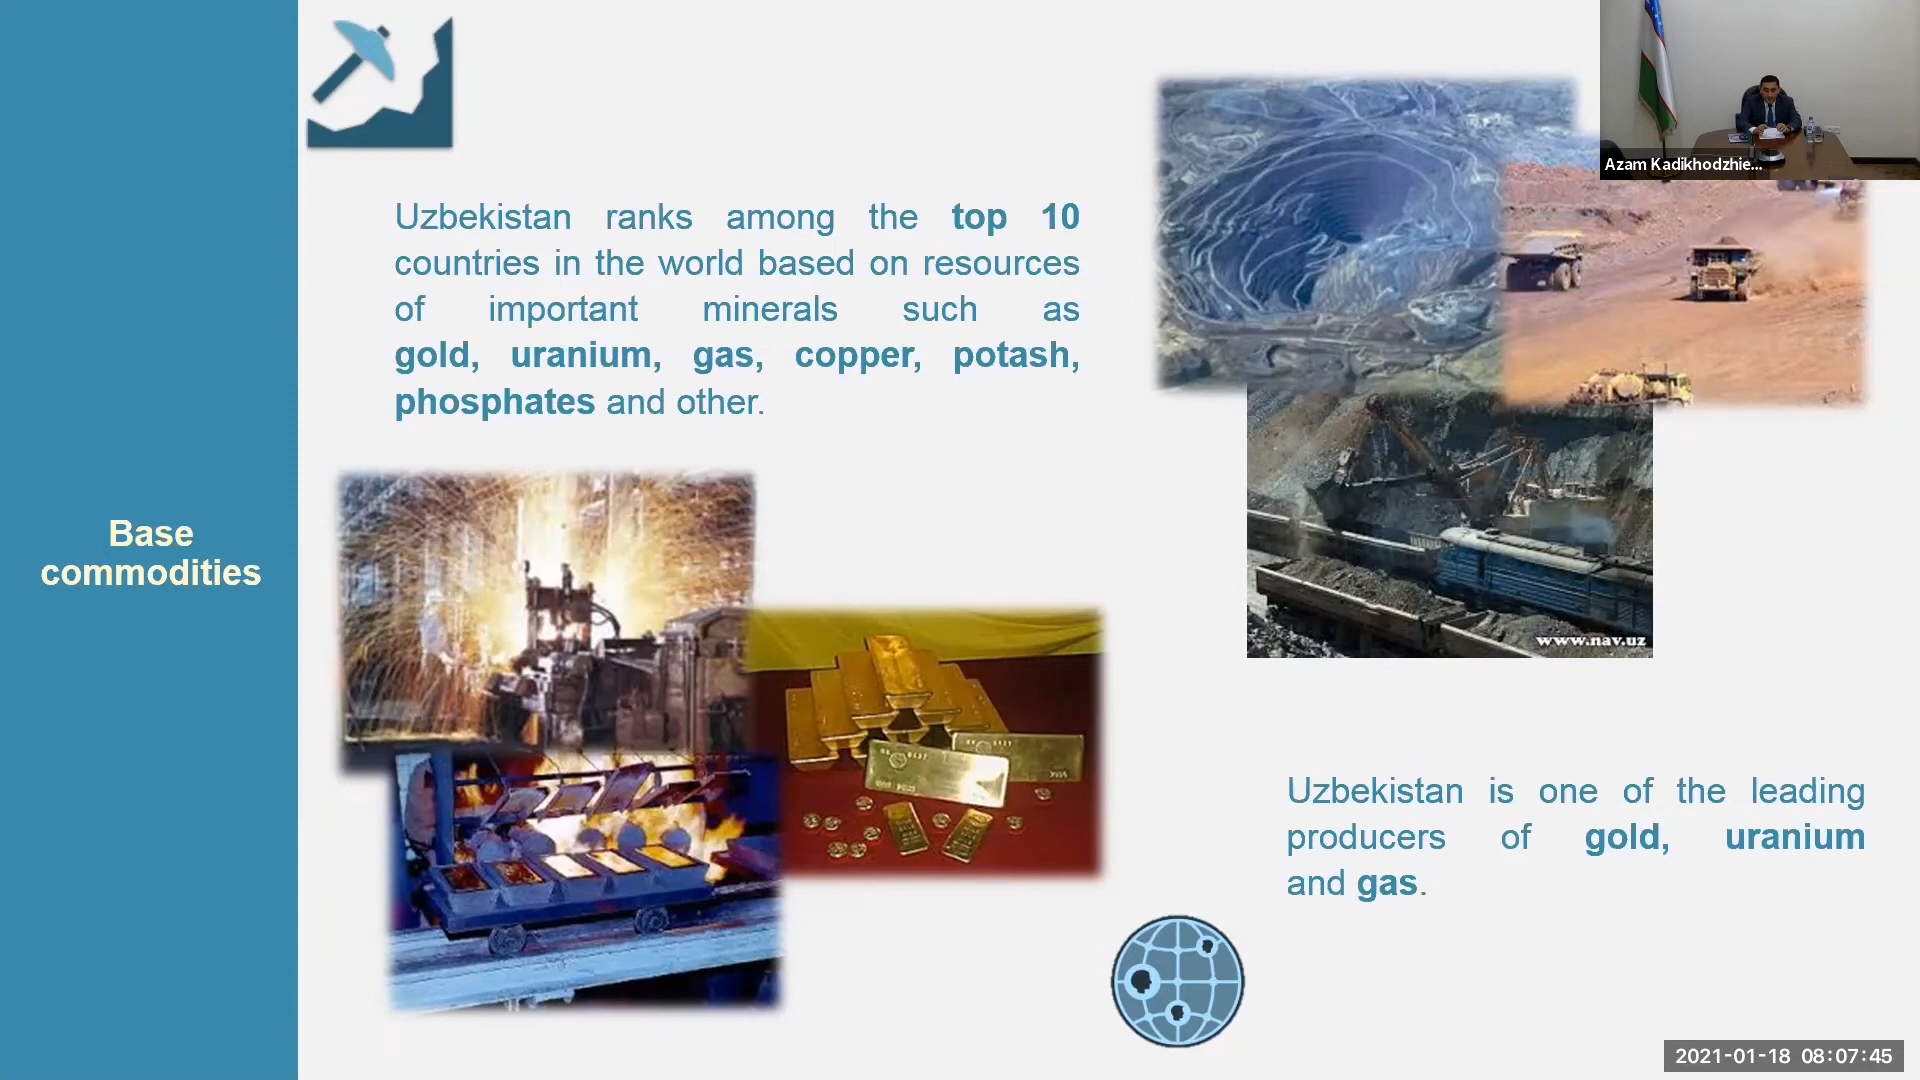 Azam Kadikhodzhie...
Uzbekistan ranks among the top 10
countries in the world based on resources
of important minerals such as
gold, uranium, gas, copper, potash,
phosphates and other.
Base
commodities
www.nav.uz
Uzbekistan is one of the leading
producers of gold, uranium
and gas.
2021-01-18 08:07:45